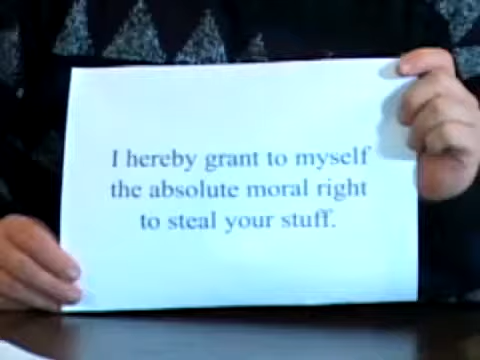 I hereby grant to myself
the absolute moral right
to steal your stuff.